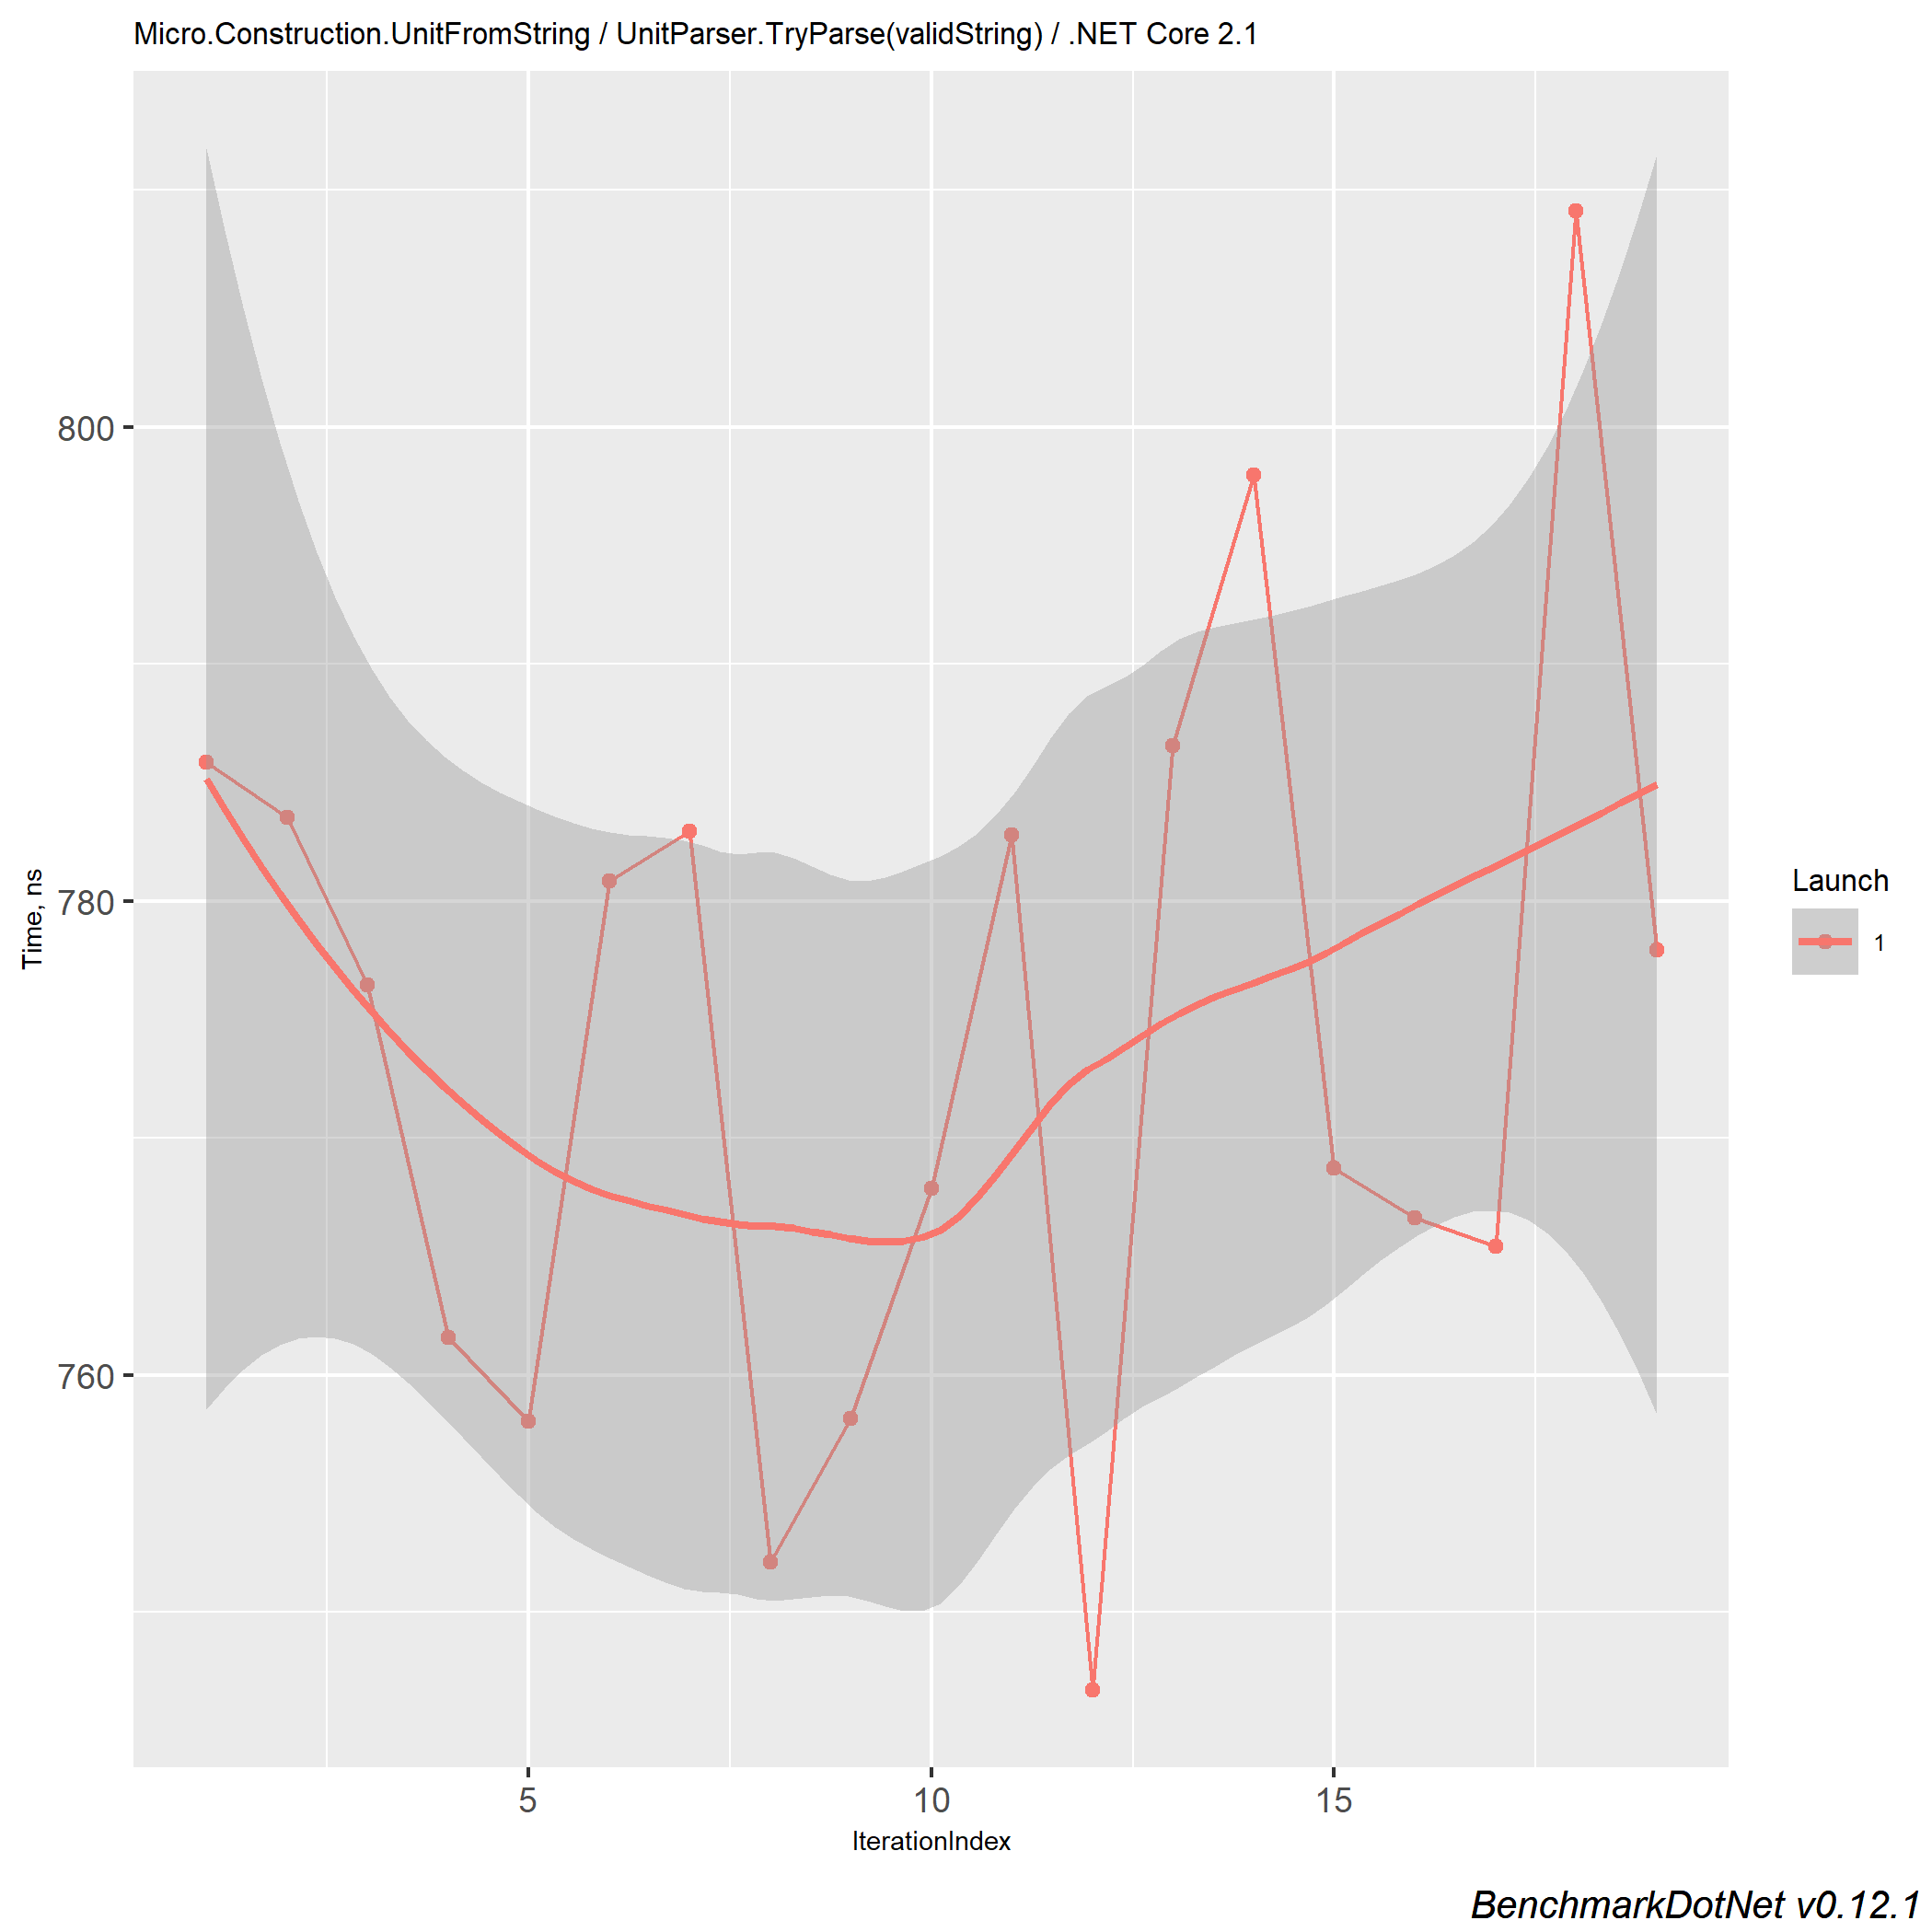 Micro.Construction.UnitFromString / UnitParser.TryParse(validString) / .NET Core 2.1
800
780
760
Time, ns
5
10
15
IterationIndex
Launch
1
BenchmarkDotNet v0.12.1